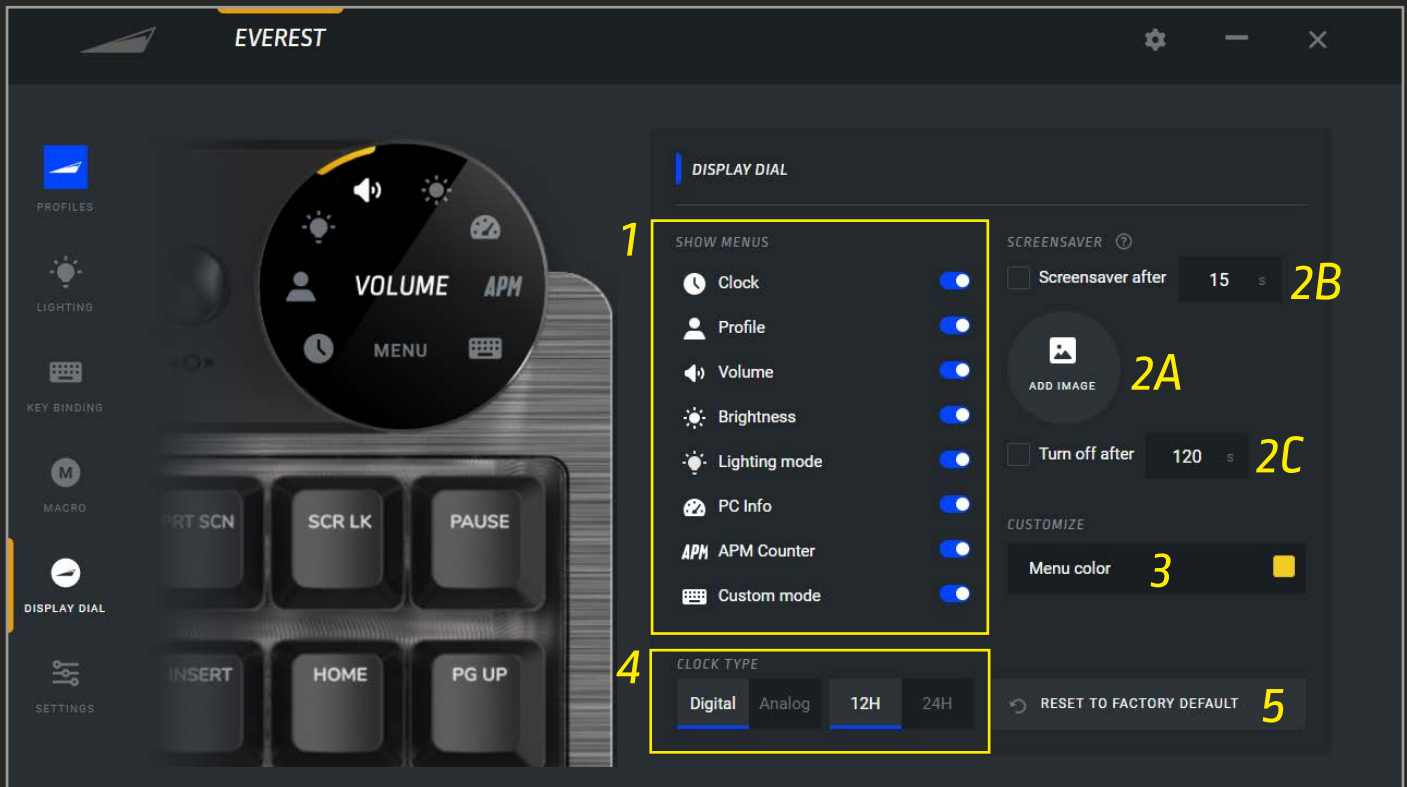 EVEREST
PROFILES
LIGHTING
KEY BINDING
M
MACRO
DISPLAY DIAL
SETTINGS
VOLUME
APM
MENU
PRT SCN
SCR LK
PAUSE
INSERT
HOME
PG UP
DISPLAY DIAL
1
SHOW MENUS
Clock
Profile
Volume
Brightness
Lighting mode
PC Info
APM APM Counter
Custom mode
SCREENSAVER ?
Screensaver after 15 s 2B
ADD IMAGE 2A
Turn off after 120 s 2C
CUSTOMIZE
Menu color 3
4
CLOCK TYPE
Digital Analog 12H 24H
RESET TO FACTORY DEFAULT 5